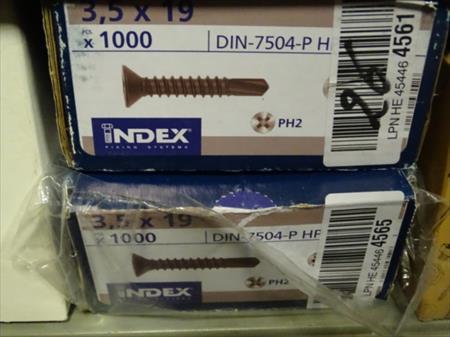 3,5 x 19
PCS x 1000
DIN-7504-P H
PH2
INDEX
FIXING SYSTEMS
LPN HE 45446 4561
3,5 x 19
x 1000
DIN-7504-P HP
PH2
INDEX
LPN HE 45446 4565